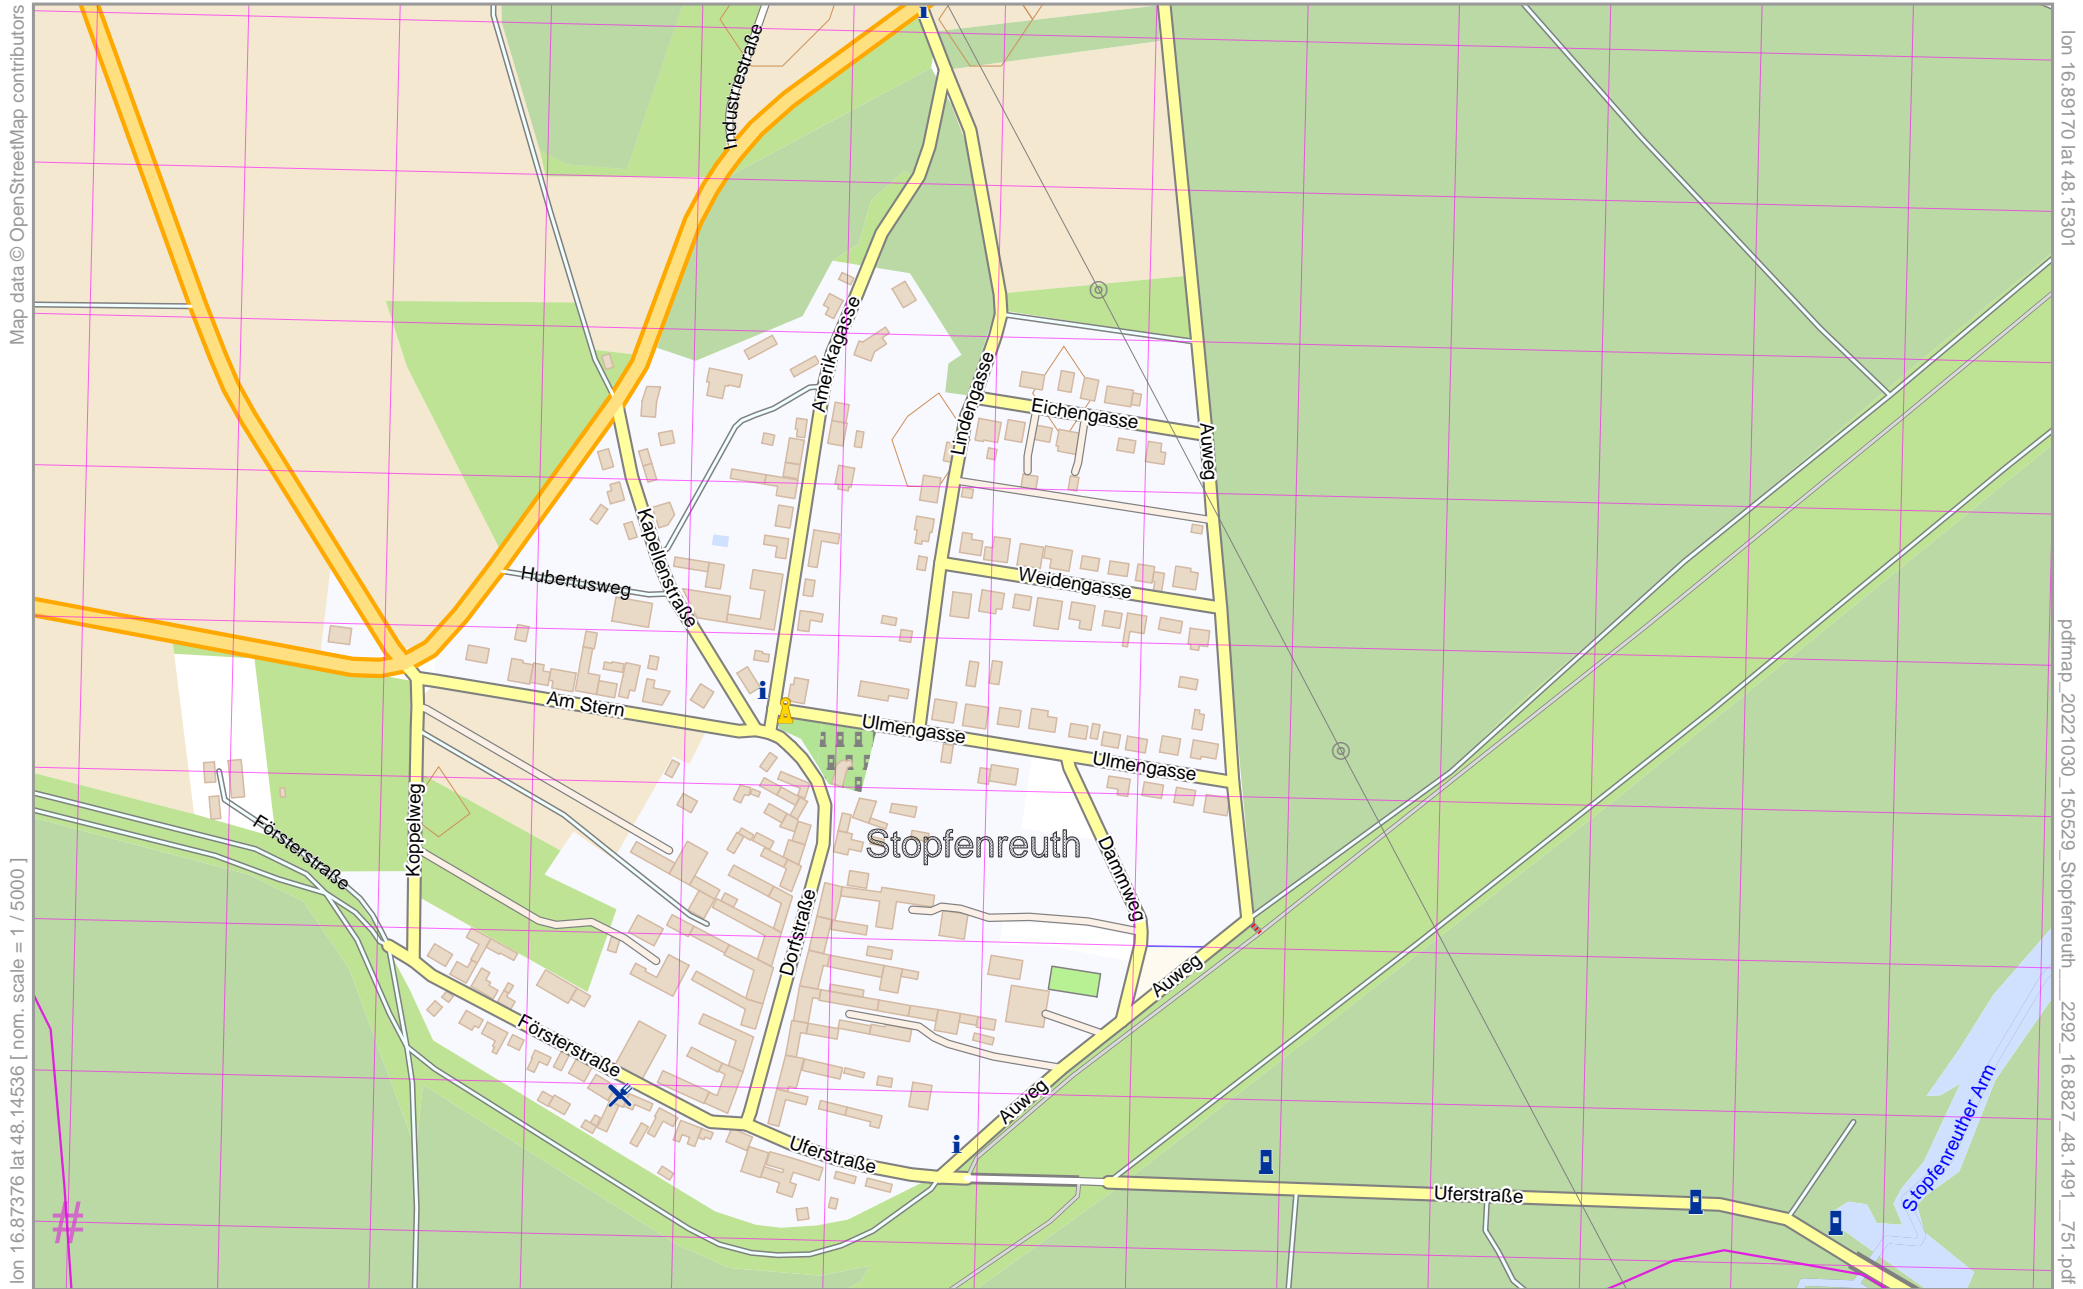 Map data © OpenStreetMap contributors
lon 16.87376 lat 48.14536 [ nom. scale = 1 / 5000 ]
lon 16.89170 lat 48.15301
pdfmap_20221030_150529_Stopfenreuth___2292_16.8827_48.1491__751.pdf
i
Industriestraße
Amerikagasse
Lindengasse
Eichengasse
Auweg
Kapellenstraße
Hubertusweg
Weidengasse
i
Am Stern
Ulmengasse
Ulmengasse
Koppelweg
Försterstraße
Stopfenreuth
Dammweg
Dorfstraße
Auweg
Försterstraße
Auweg
i
Uferstraße
Uferstraße
Stopfenreuther Arm
#